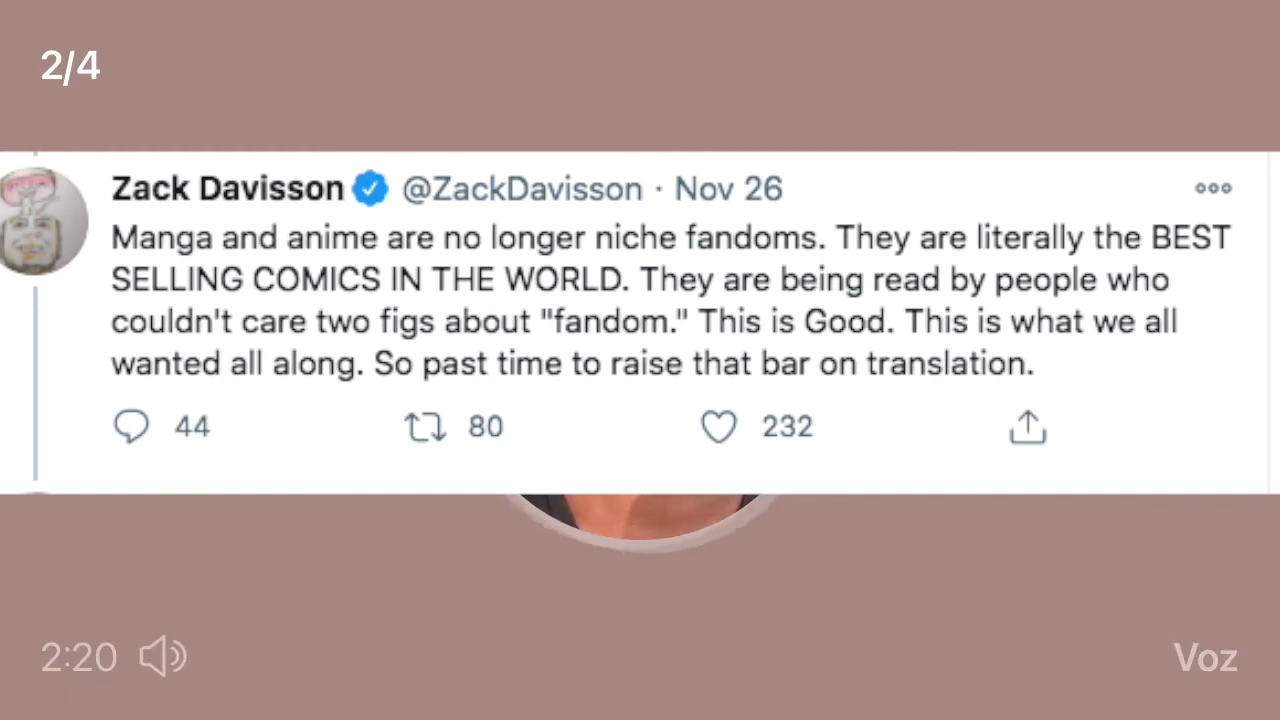 2/4
Zack Davisson @ZackDavisson · Nov 26
Manga and anime are no longer niche fandoms. They are literally the BEST
SELLING COMICS IN THE WORLD. They are being read by people who
couldn't care two figs about "fandom." This is Good. This is what we all
wanted all along. So past time to raise that bar on translation.
44 80 232
2:20 Voz